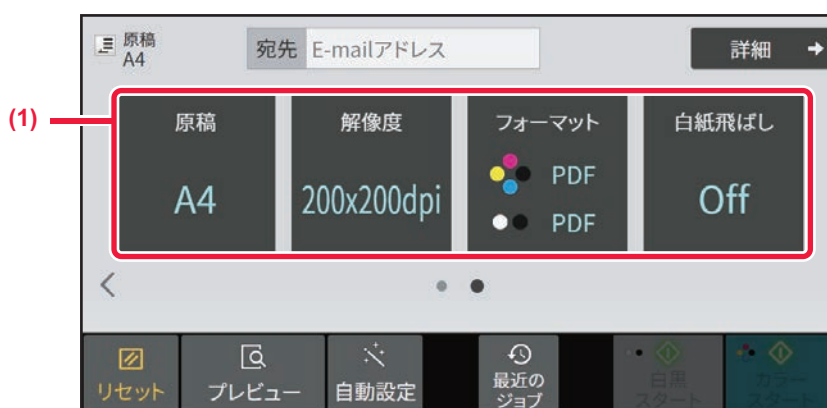 原稿
A4
宛先 E-mailアドレス
詳細
(1)
原稿 解像度 フォーマット 白紙飛ばし
A4 200x200dpi PDF Off
PDF
リセット プレビュー 自動設定 最近の
ジョブ
白黒
スタート
カラー
スタート